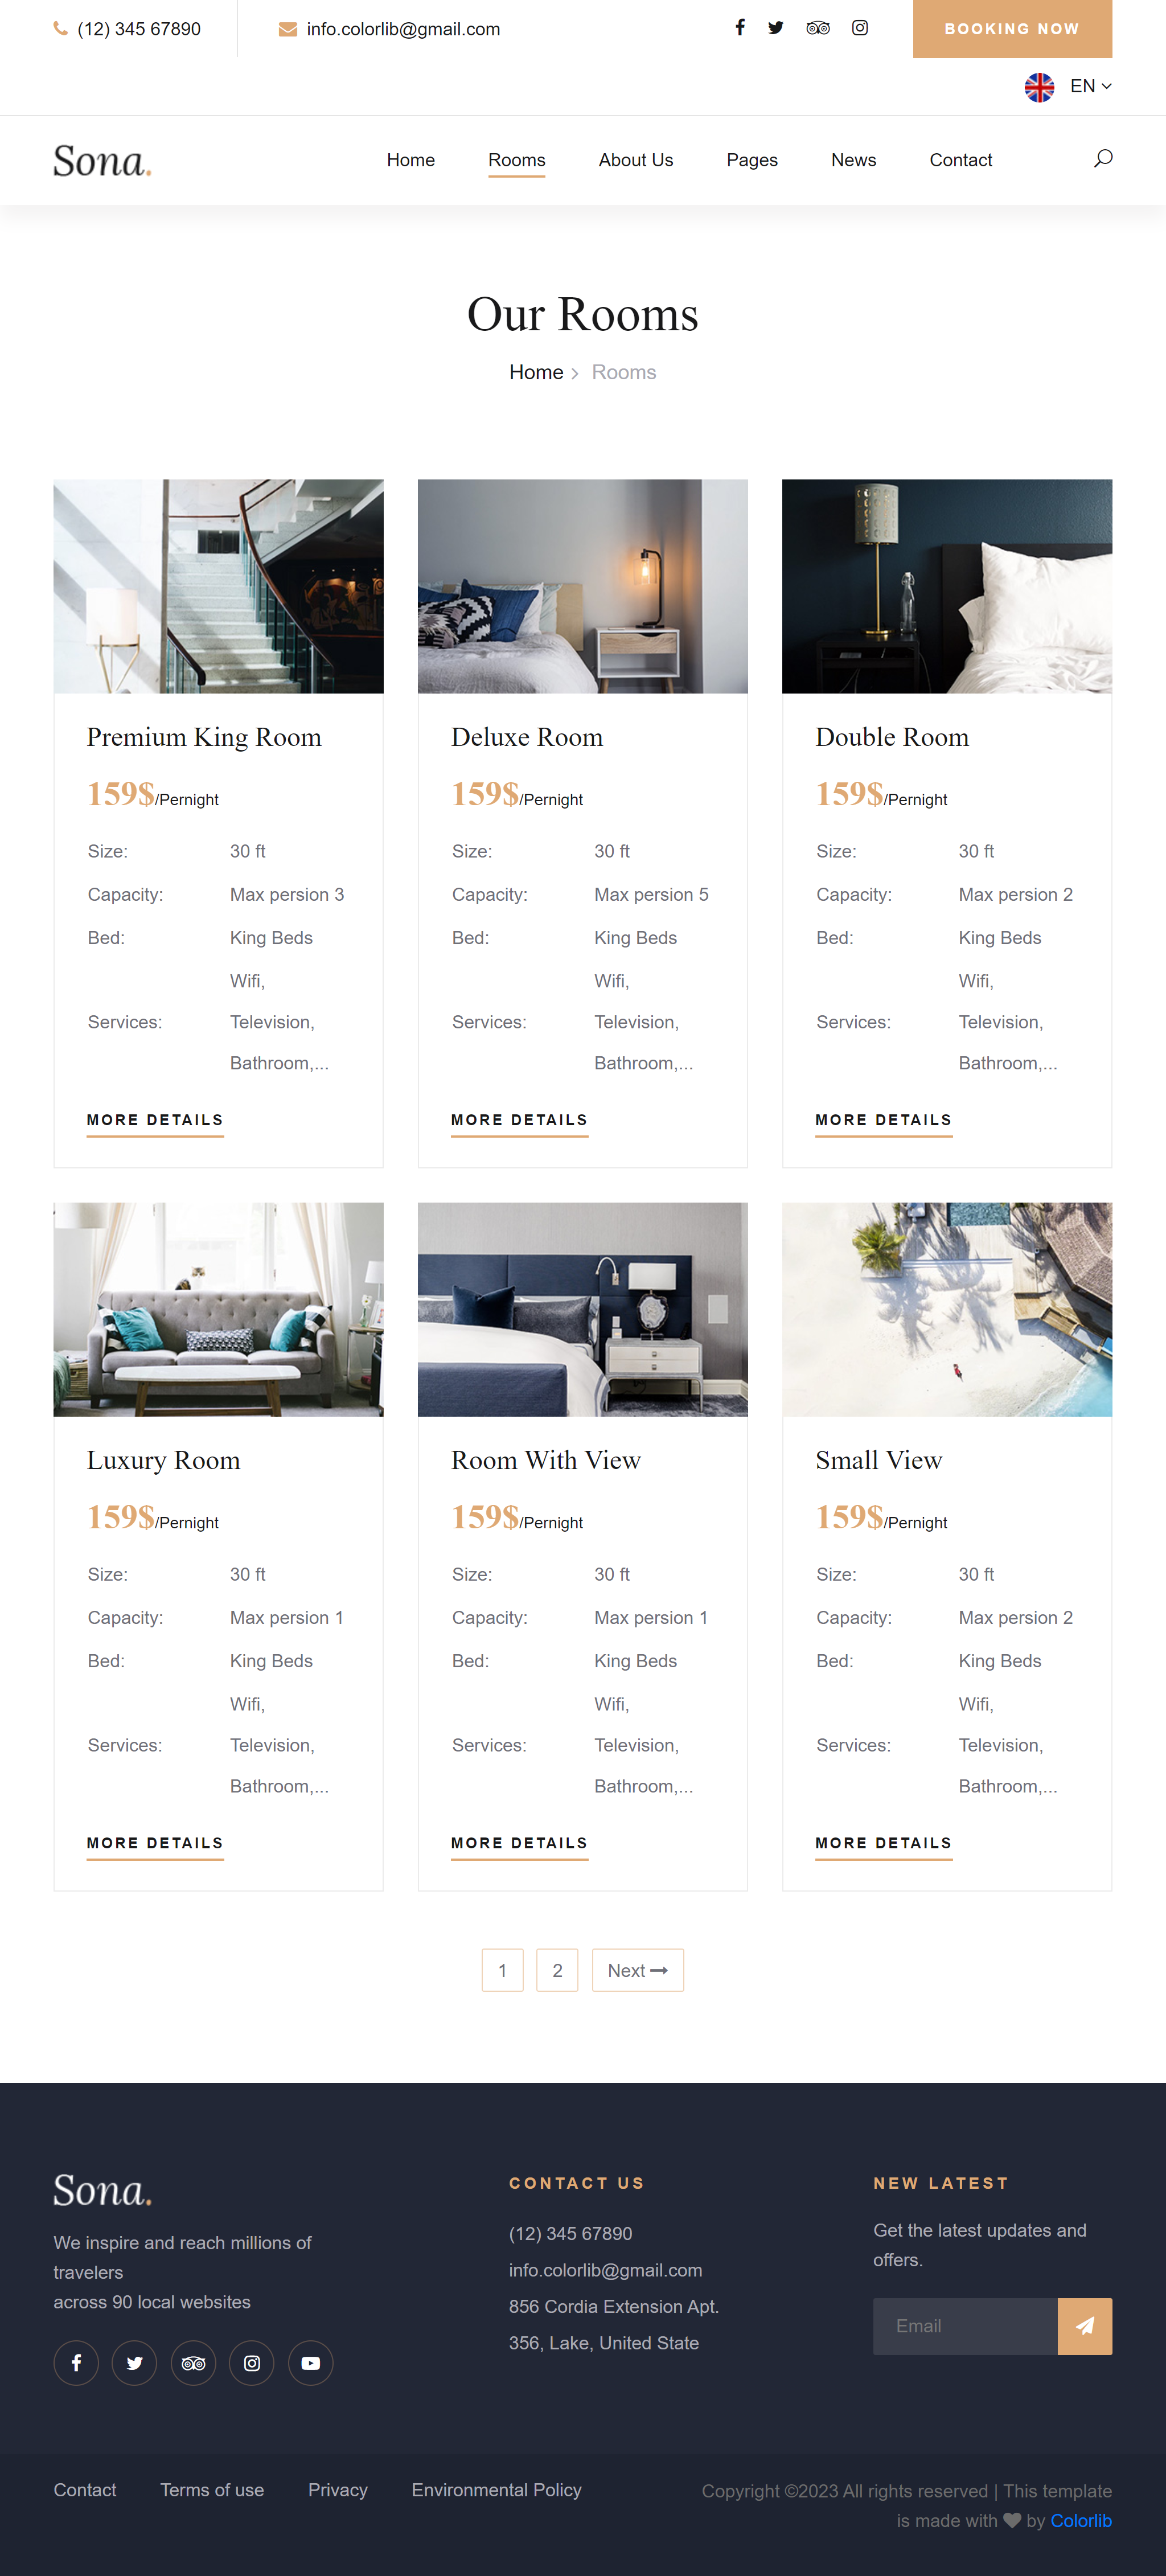 (12) 345 67890
info.colorlib@gmail.com
BOOKING NOW
EN
Sona.
Home
Rooms
About Us
Pages
News
Contact
Our Rooms
Home
Rooms
Premium King Room
159$/Pernight
Size: 30 ft
Capacity: Max persion 3
Bed: King Beds
Wifi,
Services: Television,
Bathroom,...
MORE DETAILS
Deluxe Room
159$/Pernight
Size: 30 ft
Capacity: Max persion 5
Bed: King Beds
Wifi,
Services: Television,
Bathroom,...
MORE DETAILS
Double Room
159$/Pernight
Size: 30 ft
Capacity: Max persion 2
Bed: King Beds
Wifi,
Services: Television,
Bathroom,...
MORE DETAILS
Luxury Room
159$/Pernight
Size: 30 ft
Capacity: Max persion 1
Bed: King Beds
Wifi,
Services: Television,
Bathroom,...
MORE DETAILS
Room With View
159$/Pernight
Size: 30 ft
Capacity: Max persion 1
Bed: King Beds
Wifi,
Services: Television,
Bathroom,...
MORE DETAILS
Small View
159$/Pernight
Size: 30 ft
Capacity: Max persion 2
Bed: King Beds
Wifi,
Services: Television,
Bathroom,...
MORE DETAILS
1
2
Next
Sona.
We inspire and reach millions of
travelers
across 90 local websites
CONTACT US
(12) 345 67890
info.colorlib@gmail.com
856 Cordia Extension Apt.
356, Lake, United State
NEW LATEST
Get the latest updates and
offers.
Email
Contact
Terms of use
Privacy
Environmental Policy
Copyright ©2023 All rights reserved | This template
is made with ♥ by Colorlib